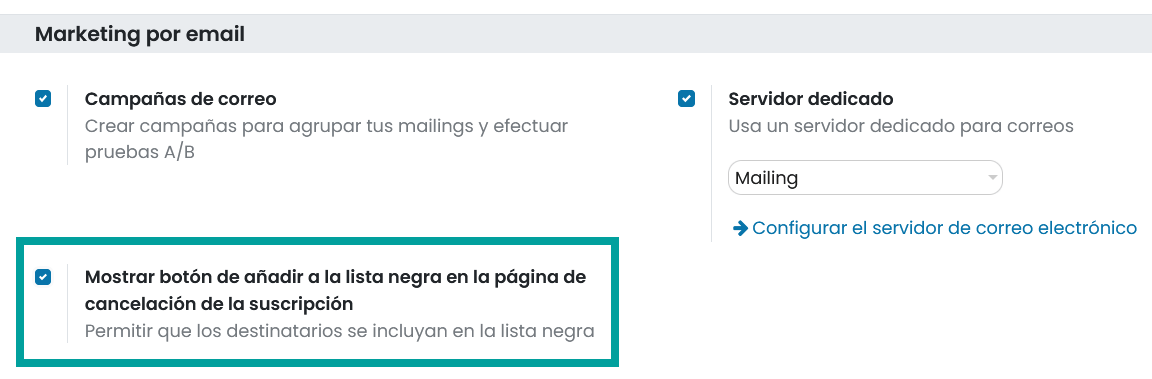 Marketing por email
Campañas de correo
Crear campañas para agrupar tus mailings y efectuar
pruebas A/B
Servidor dedicado
Usa un servidor dedicado para correos
Mailing
Configurar el servidor de correo electrónico
Mostrar botón de añadir a la lista negra en la página de
cancelación de la suscripción
Permitir que los destinatarios se incluyan en la lista negra